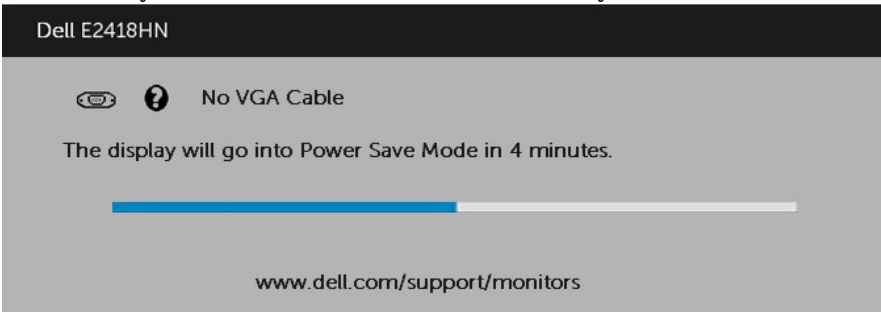 Dell E2418HN
No VGA Cable
The display will go into Power Save Mode in 4 minutes.
www.dell.com/support/monitors